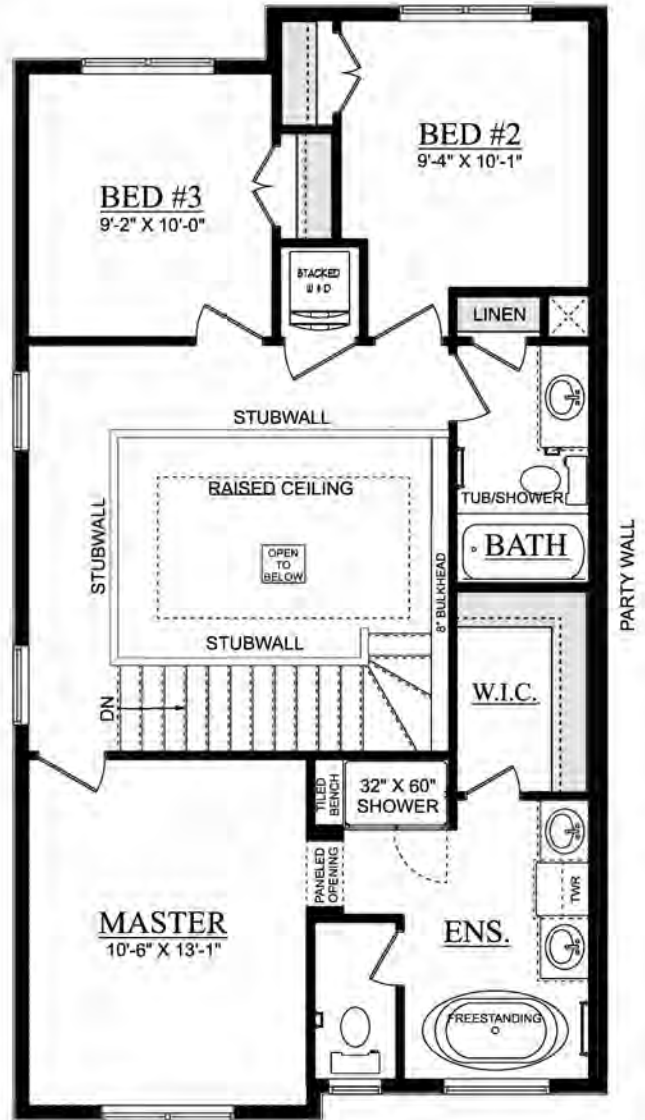 BED #2
9'-4" X 10'-1"
BED #3
9'-2" X 10'-0"
STACKED
W & D
LINEN
STUBWALL
STUBWALL
RAISED CEILING
OPEN
TO
BELOW
8" BULKHEAD
STUBWALL
DN
TUB/SHOWER
BATH
PARTY WALL
W.I.C.
TILED
BENCH
32" X 60"
SHOWER
PANELED
OPENING
MASTER
10'-6" X 13'-1"
ENS.
TWR
FREESTANDING